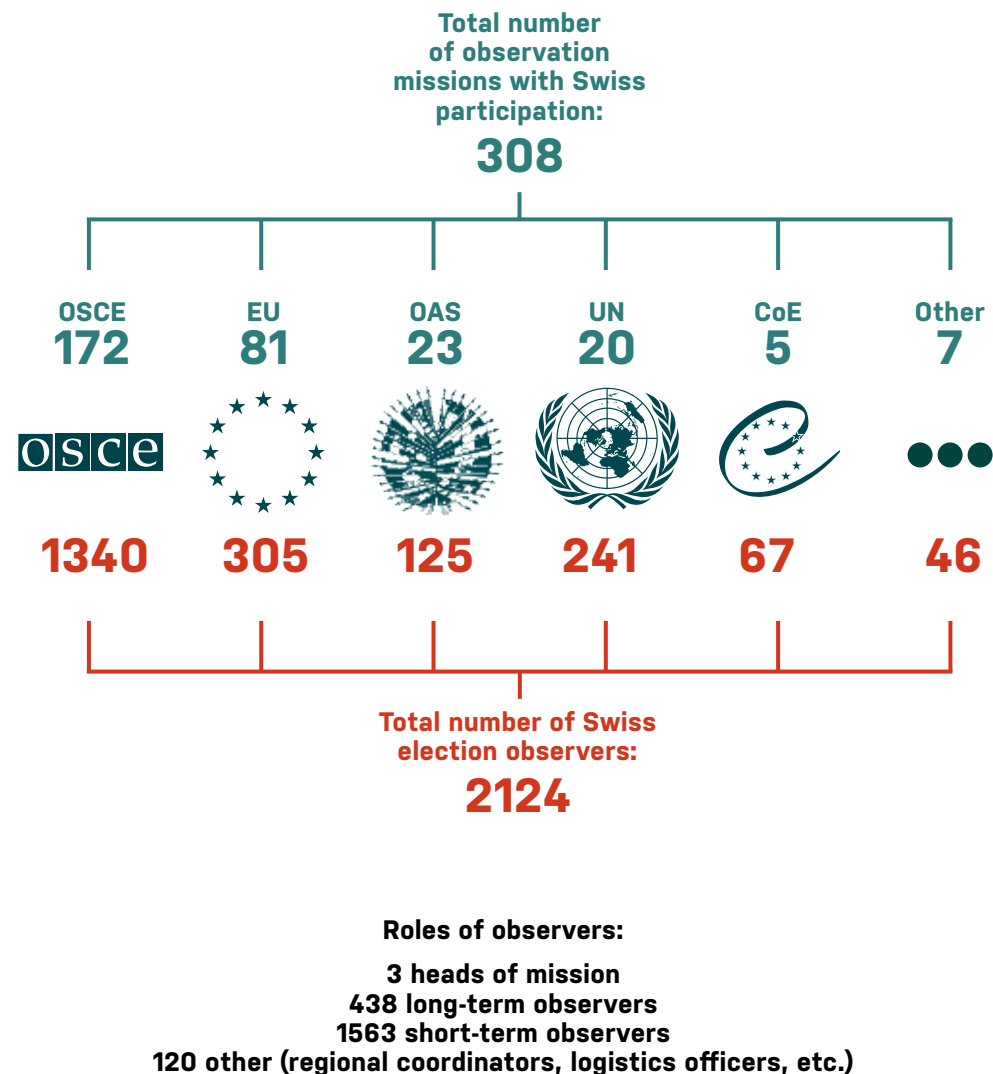 Total number
of observation
missions with Swiss
participation:
308
OSCE EU OAS UN CoE Other
172 81 23 20 5 7
osce
1340 305 125 241 67 46
Total number of Swiss
election observers:
2124
Roles of observers:
3 heads of mission
438 long-term observers
1563 short-term observers
120 other (regional coordinators, logistics officers, etc.)